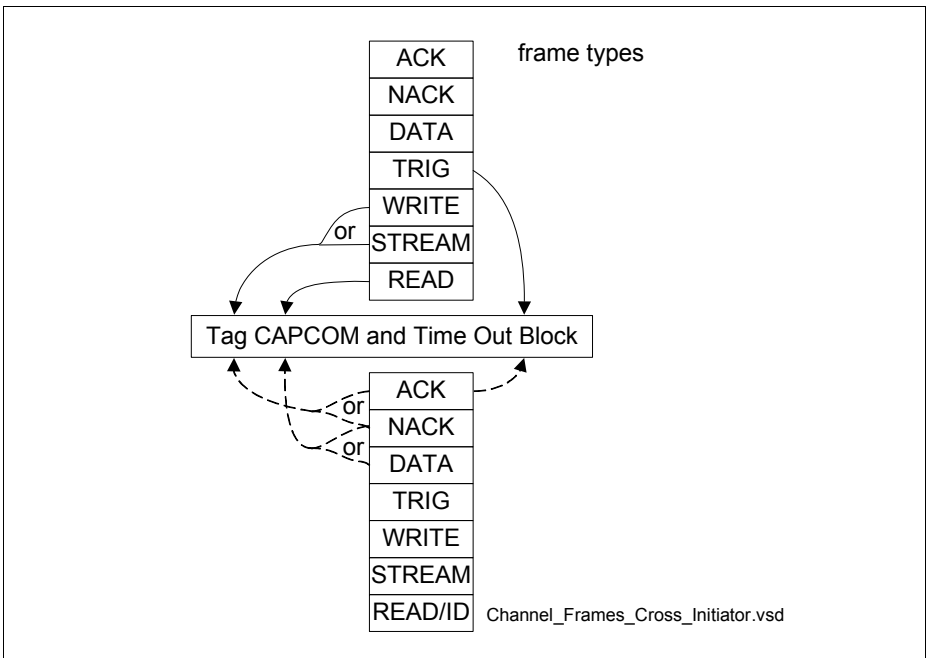 ACK
frame types
NACK
DATA
TRIG
WRITE
or
STREAM
READ
Tag CAPCOM and Time Out Block
ACK
or
NACK
or
DATA
TRIG
WRITE
STREAM
READ/ID
Channel_Frames_Cross_Initiator.vsd